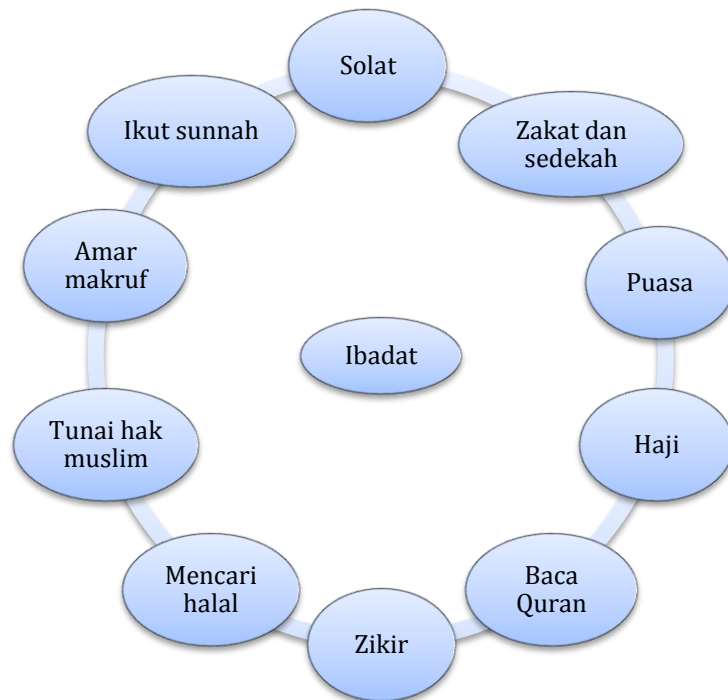 Solat
Zakat dan
sedekah
Puasa
Haji
Baca
Quran
Zikir
Mencari
halal
Tunai hak
muslim
Amar
makruf
Ikut sunnah
Ibadat